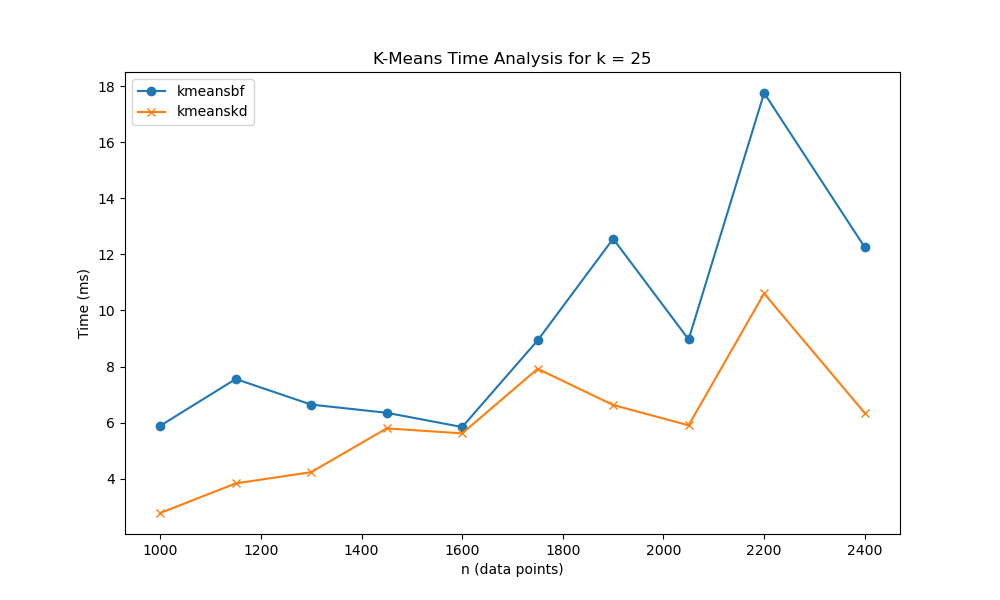 K-Means Time Analysis for k = 25
kmeansbf
kmeanskd
18
16
14
12
10
8
6
4
Time (ms)
1000 1200 1400 1600 1800 2000 2200 2400
n (data points)